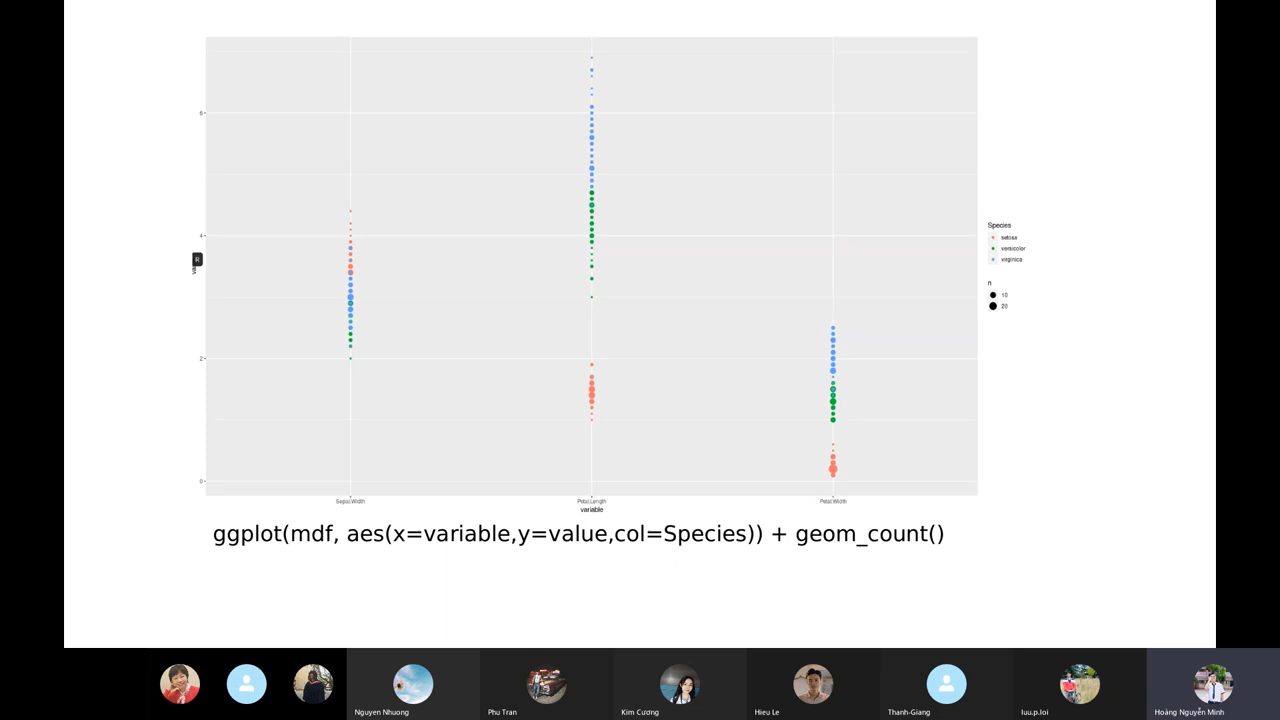 6
4
2
0
R
Sepal.Width
Petal.Length
Petal.Width
variable
Species
setosa
versicolor
virginica
n
10
20
ggplot(mdf, aes(x=variable,y=value,col=Species)) + geom_count()
Nguyen Nhuong
Phu Tran
Kim Cương
Hieu Le
Thanh-Giang
luu.p.loi
Hoàng Nguyễn Minh